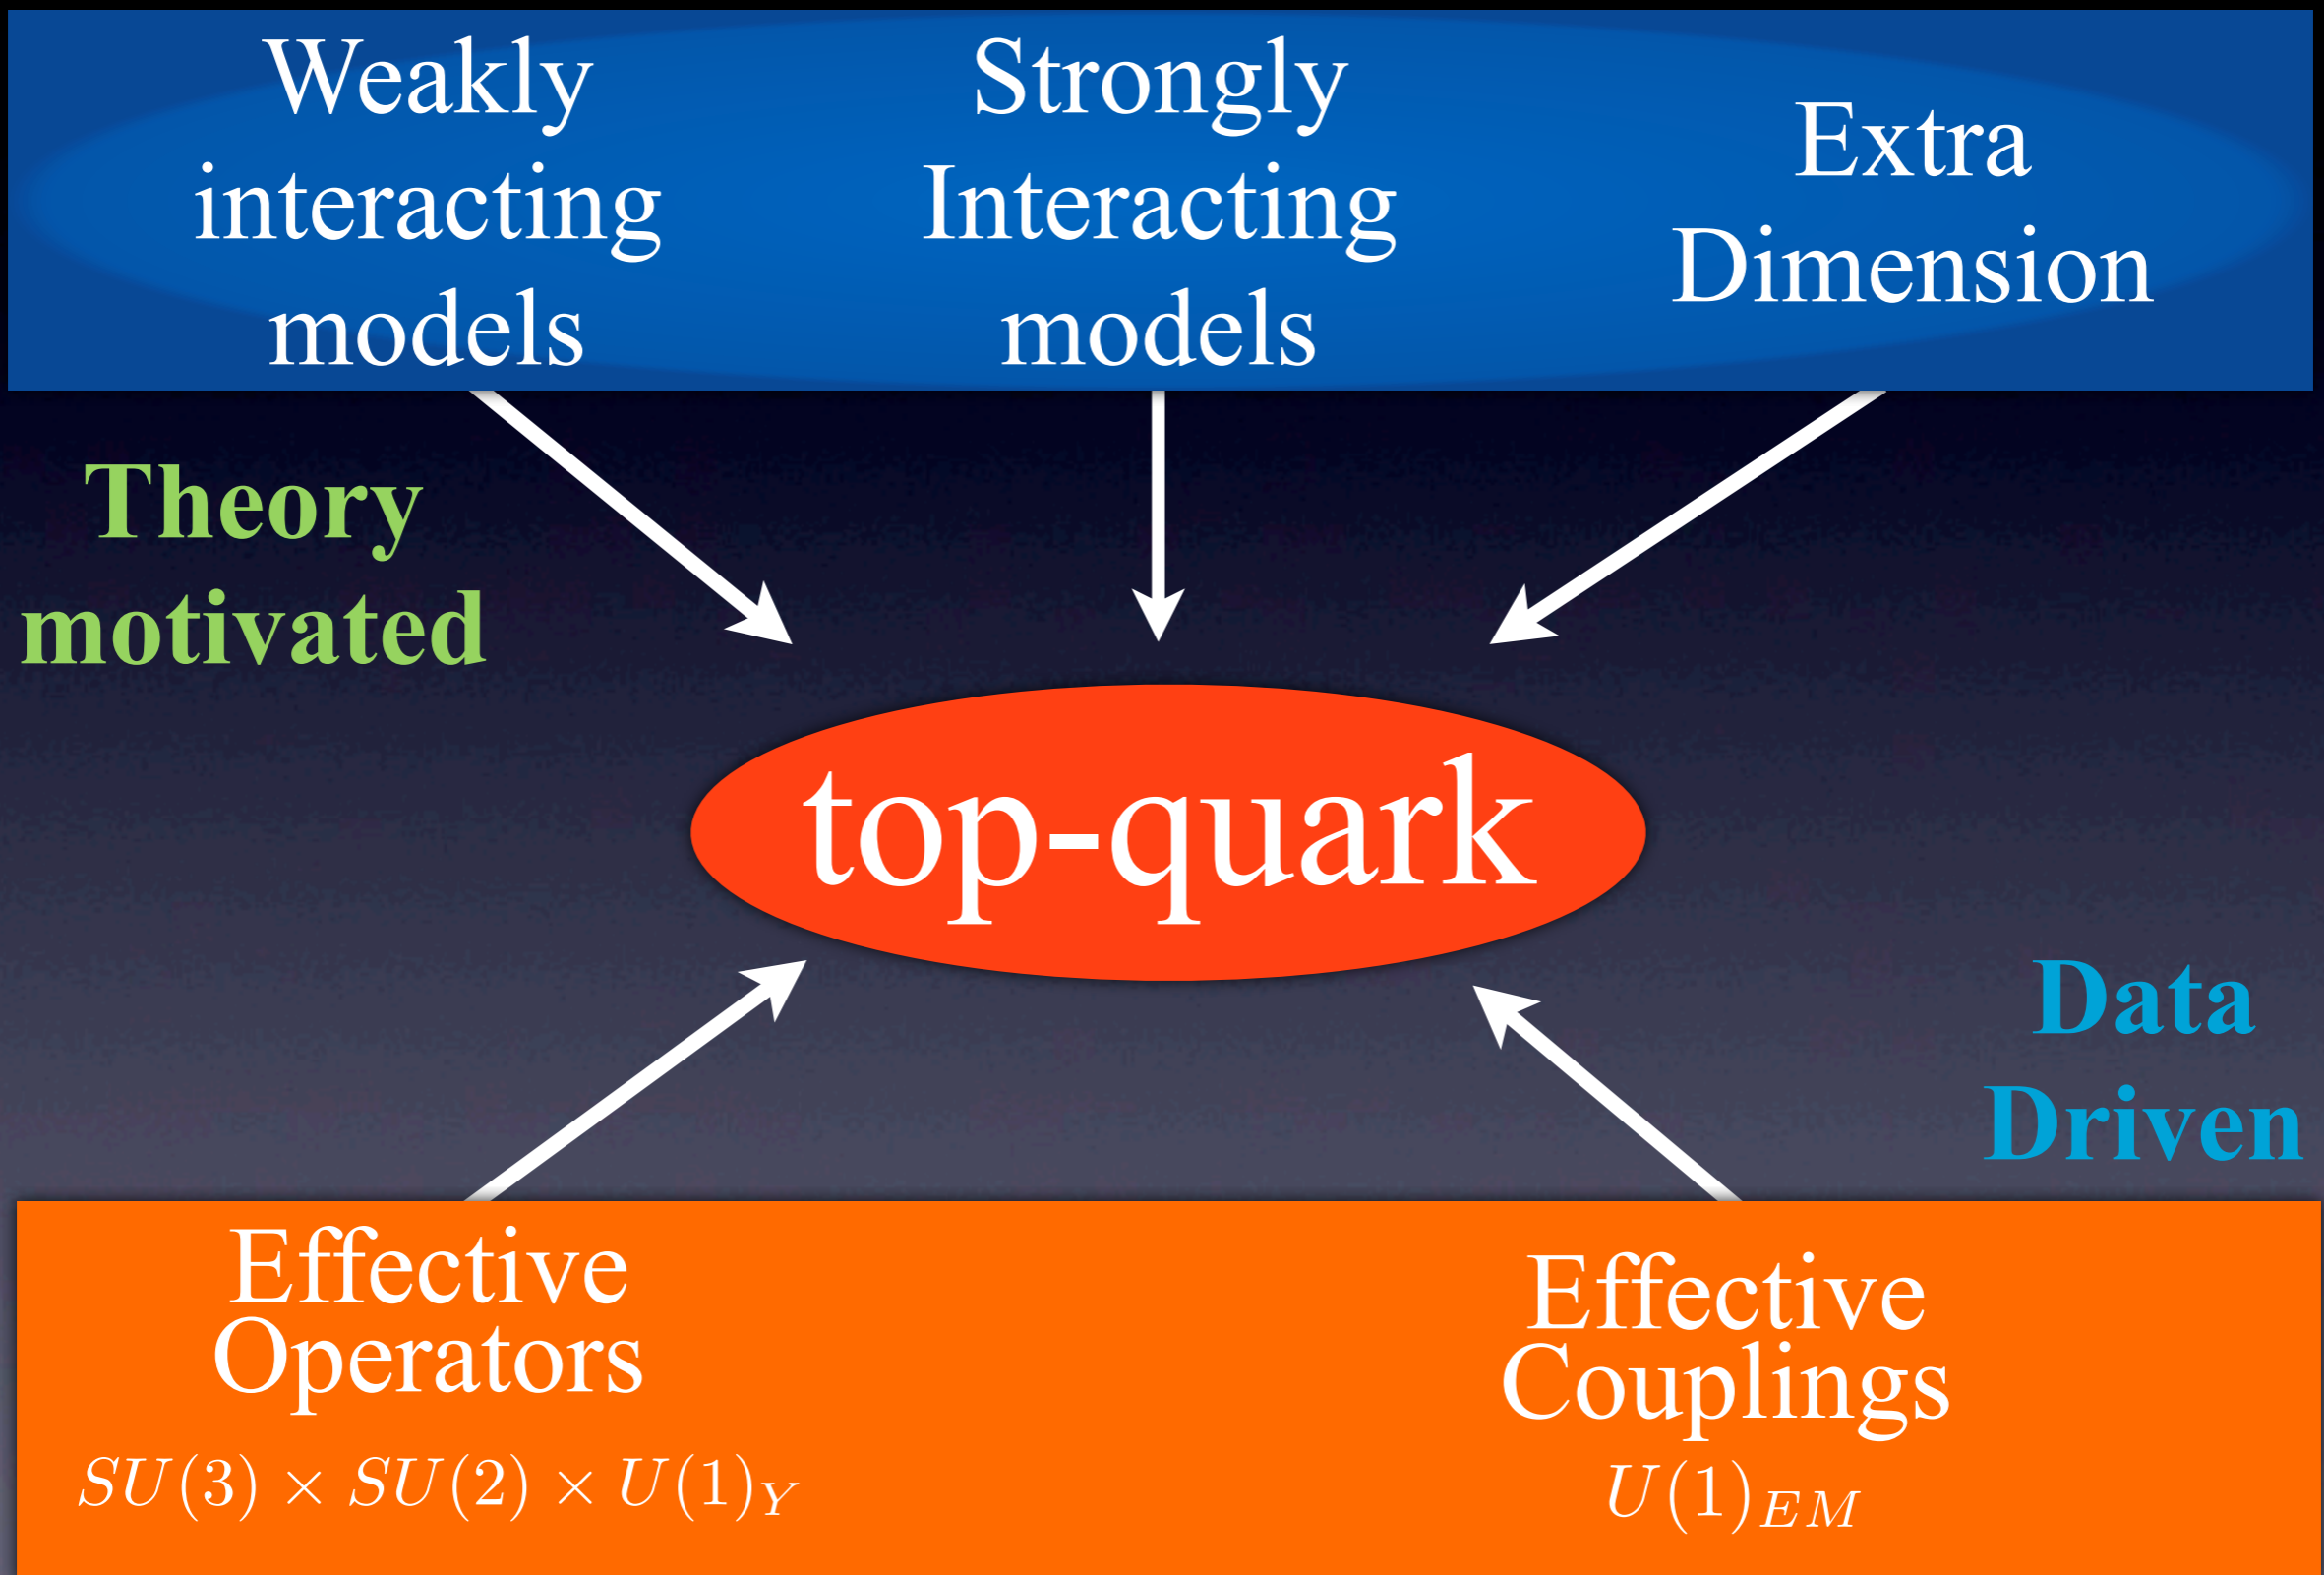 Weakly
interacting
models
Strongly
Interacting
models
Extra
Dimension
Theory
motivated
top-quark
Data
Driven
Effective
Operators
SU(3) × SU(2) × U(1)_Y
Effective
Couplings
U(1)_{EM}